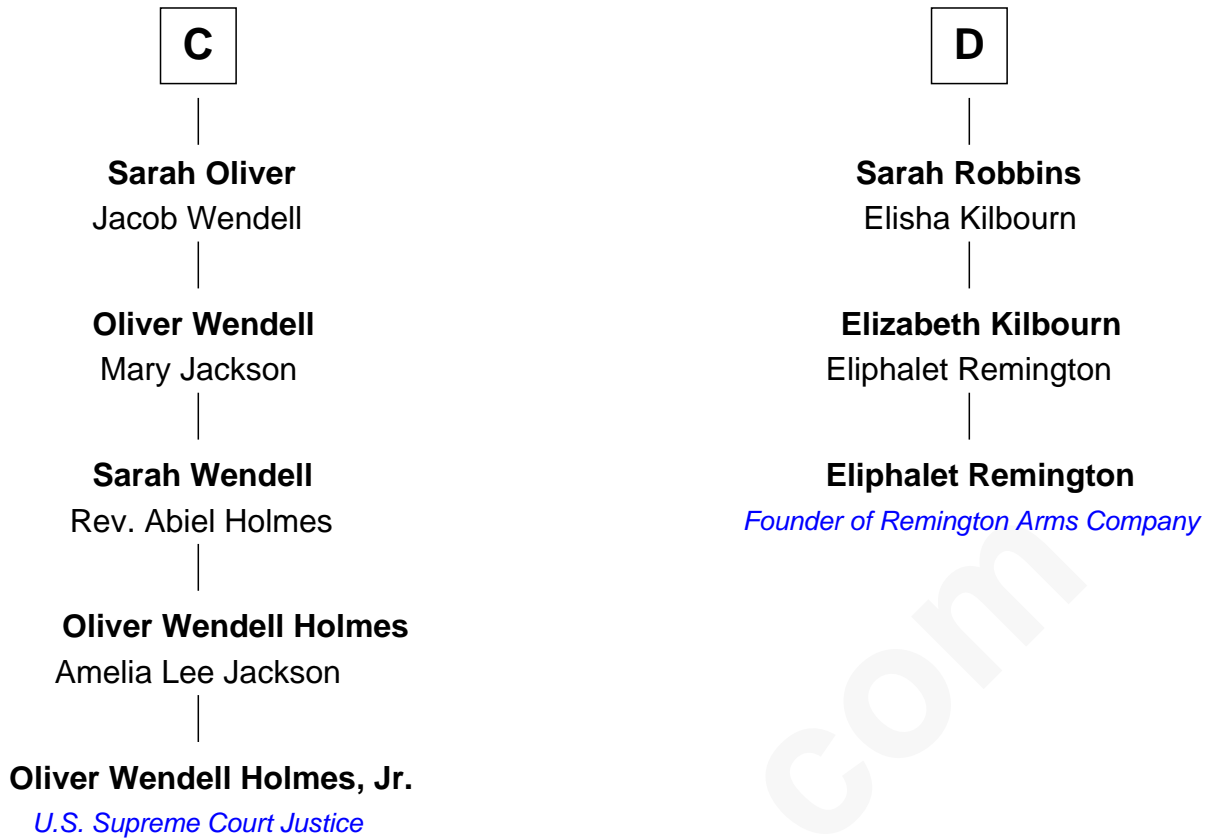 C
Sarah Oliver
Jacob Wendell
Oliver Wendell
Mary Jackson
Sarah Wendell
Rev. Abiel Holmes
Oliver Wendell Holmes
Amelia Lee Jackson
Oliver Wendell Holmes, Jr.
U.S. Supreme Court Justice
D
Sarah Robbins
Elisha Kilbourn
Elizabeth Kilbourn
Eliphalet Remington
Eliphalet Remington
Founder of Remington Arms Company
com